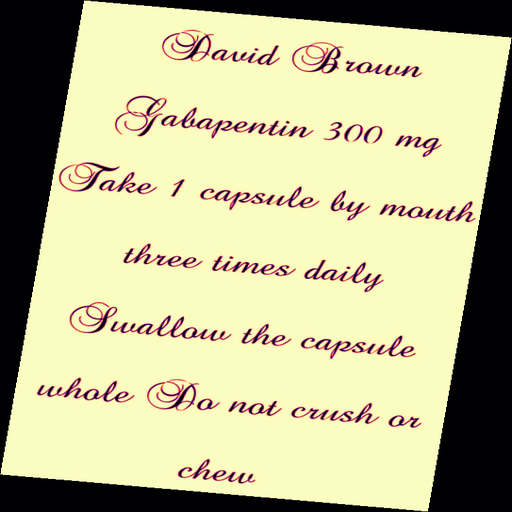 David Brown
Gabapentin 300 mg
Take 1 capsule by mouth
three times daily
Swallow the capsule
whole Do not crush or
chew